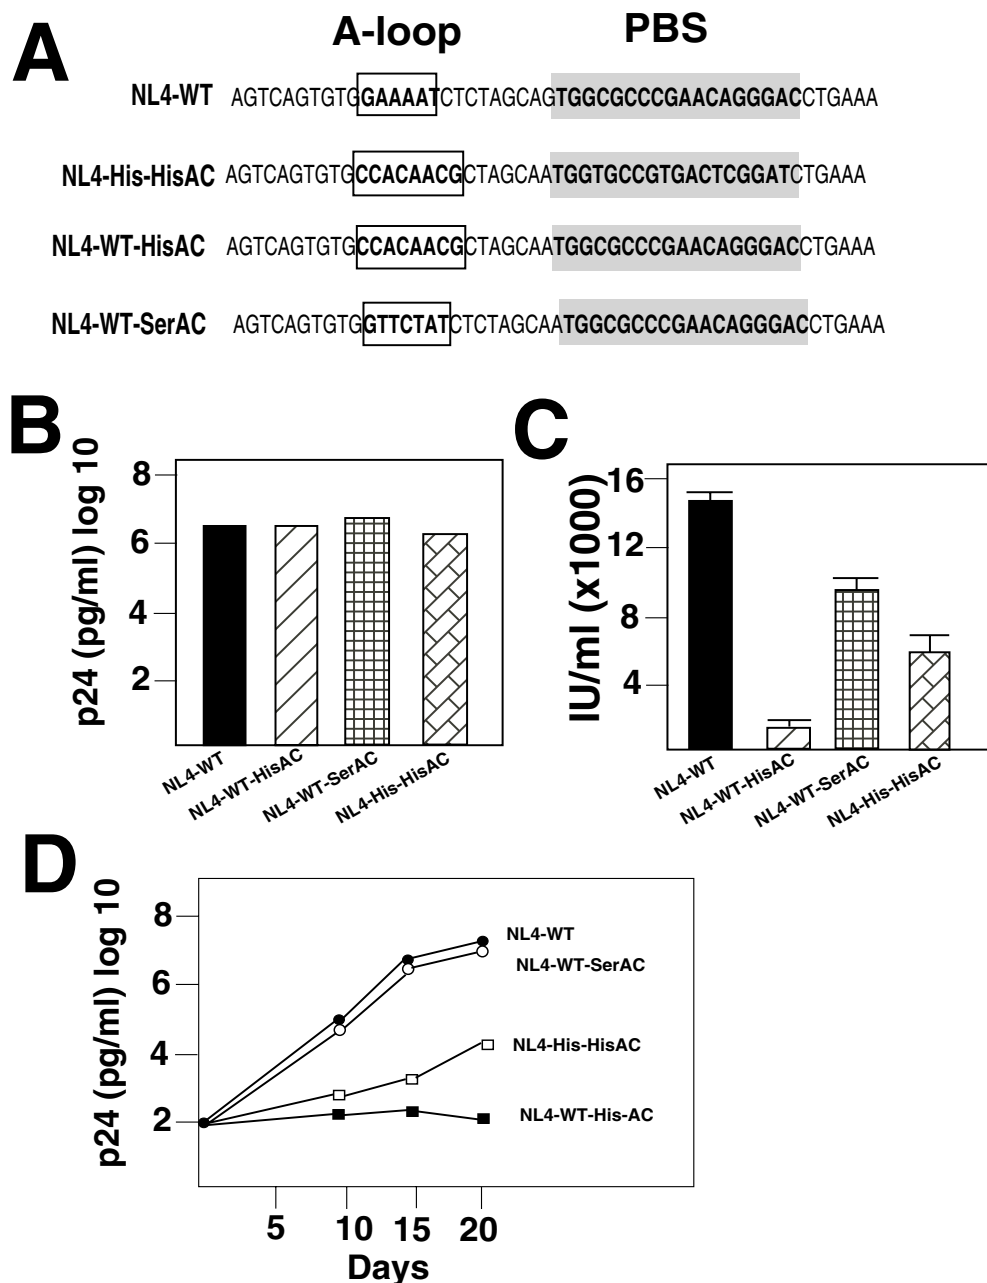 A
A-loop PBS
NL4-WT AGTCAGTGTGGAAAATCTCTAGCAGTGGCGCCCGAACAGGGACCTGAAA
NL4-His-HisAC AGTCAGTGTGCCACAACGCTAGCAATGGTGCCGTGACTCGGATCTGAAA
NL4-WT-HisAC AGTCAGTGTGCCACAACGCTAGCAATGGCGCCCGAACAGGGACCTGAAA
NL4-WT-SerAC AGTCAGTGTGGTTCTATCTCTAGCAATGGCGCCCGAACAGGGACCTGAAA
B
p24 (pg/ml) log 10
8
6
4
2
NL4-WT
NL4-WT-HisAC
NL4-WT-SerAC
NL4-His-HisAC
C
IU/ml (x1000)
16
12
8
4
NL4-WT
NL4-WT-HisAC
NL4-WT-SerAC
NL4-His-HisAC
D
p24 (pg/ml) log 10
8
6
4
2
NL4-WT
NL4-WT-SerAC
NL4-His-HisAC
NL4-WT-His-AC
5 10 15 20
Days